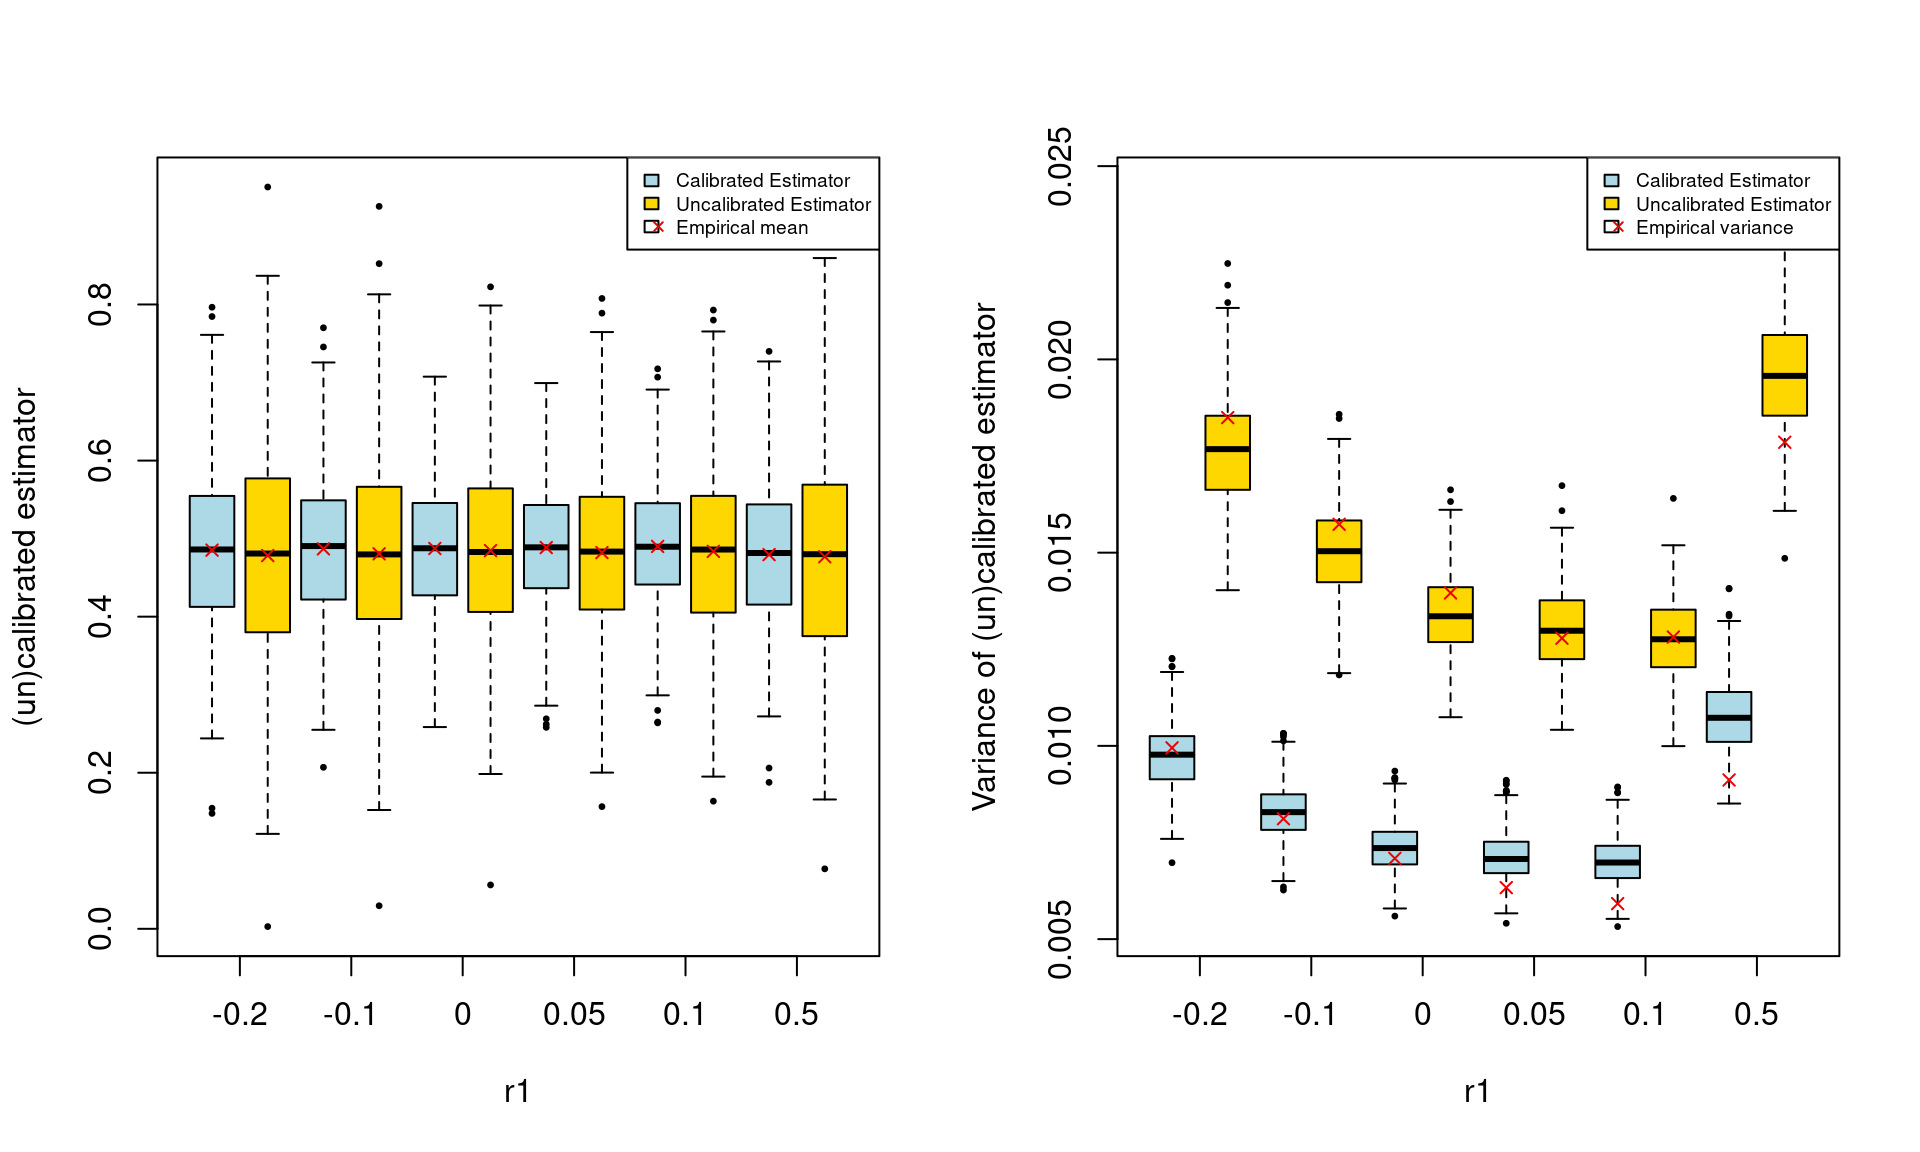 (un)calibrated estimator
0.8
0.6
0.4
0.2
0.0
Calibrated Estimator
Uncalibrated Estimator
Empirical mean
-0.2 -0.1 0 0.05 0.1 0.5
r1
Variance of (un)calibrated estimator
0.025
0.020
0.015
0.010
0.005
Calibrated Estimator
Uncalibrated Estimator
Empirical variance
-0.2 -0.1 0 0.05 0.1 0.5
r1